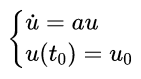 u̇ = au
u(t₀) = u₀